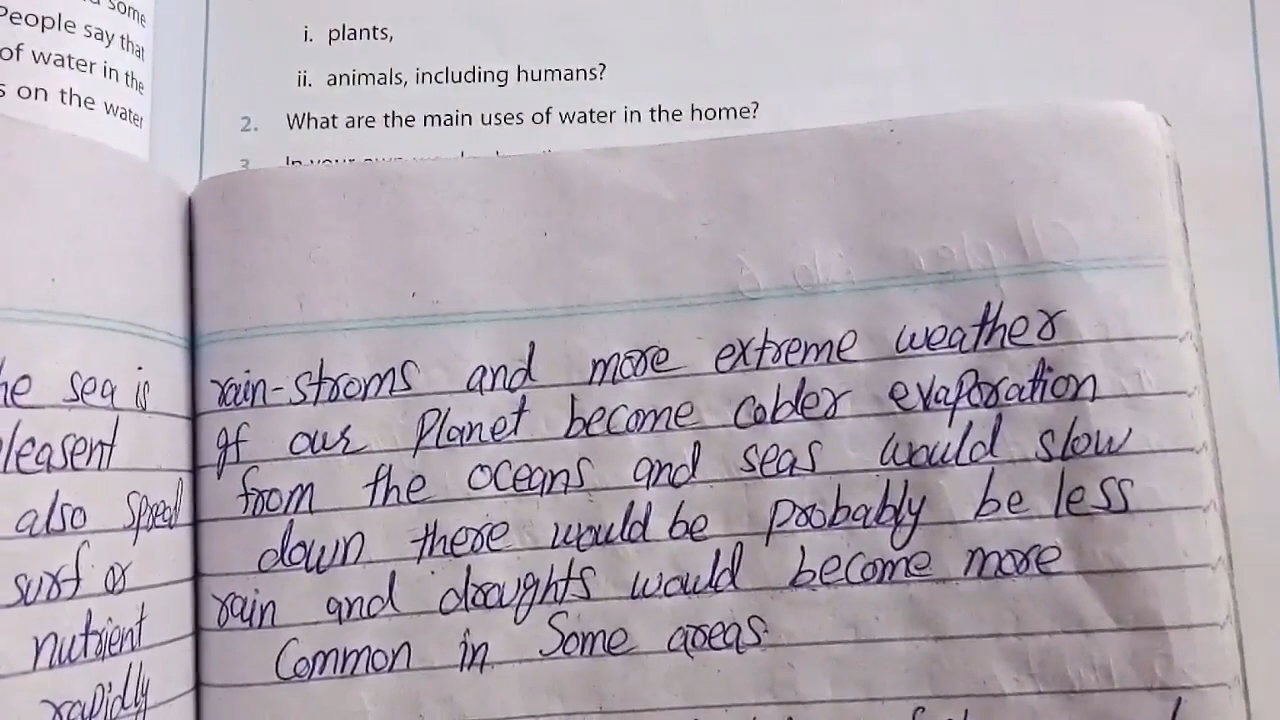 some
People say that
of water in the
s on the water
i. plants,
ii. animals, including humans?
2. What are the main uses of water in the home?
3.
he sea is
leasent
also spread
surf or
nutrient
rapidly
rain-stroms and more extreme weather
If our Planet become cobler evaporation
from the oceans and seas would slow
down there would be probably be less
rain and droughts would become more
Common in Some areas.